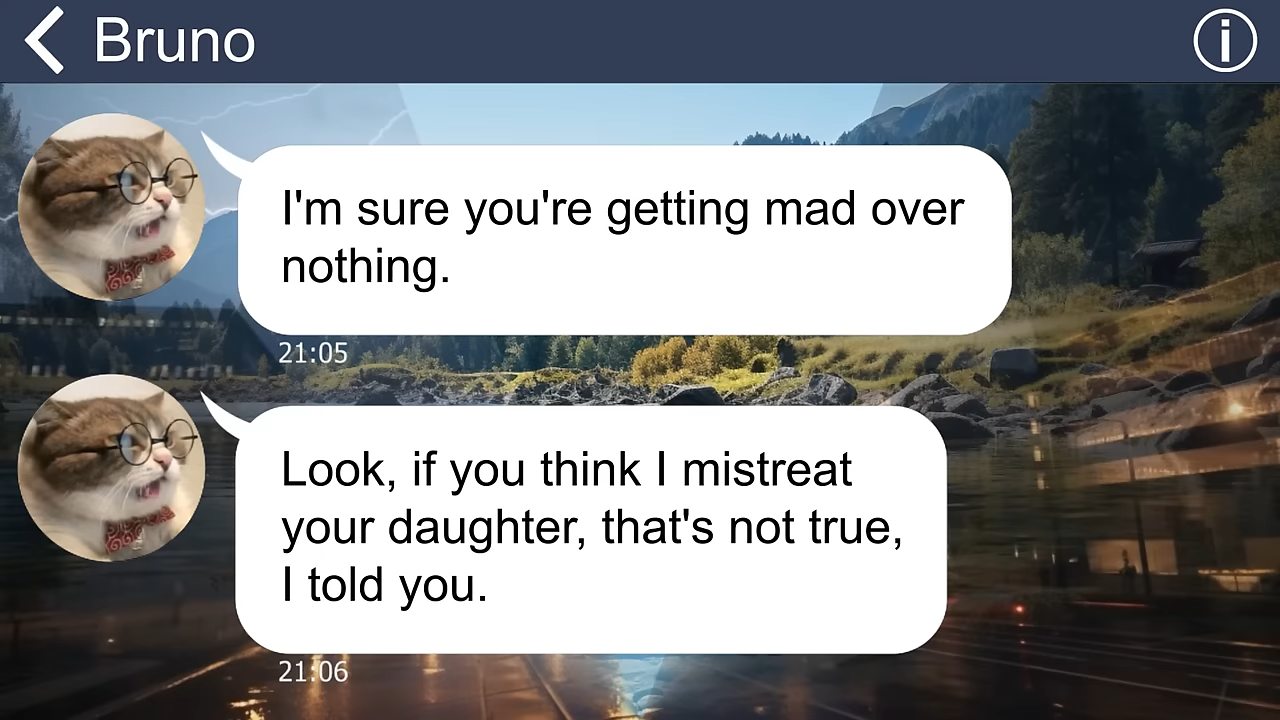 Bruno
I'm sure you're getting mad over
nothing.
21:05
Look, if you think I mistreat
your daughter, that's not true,
I told you.
21:06